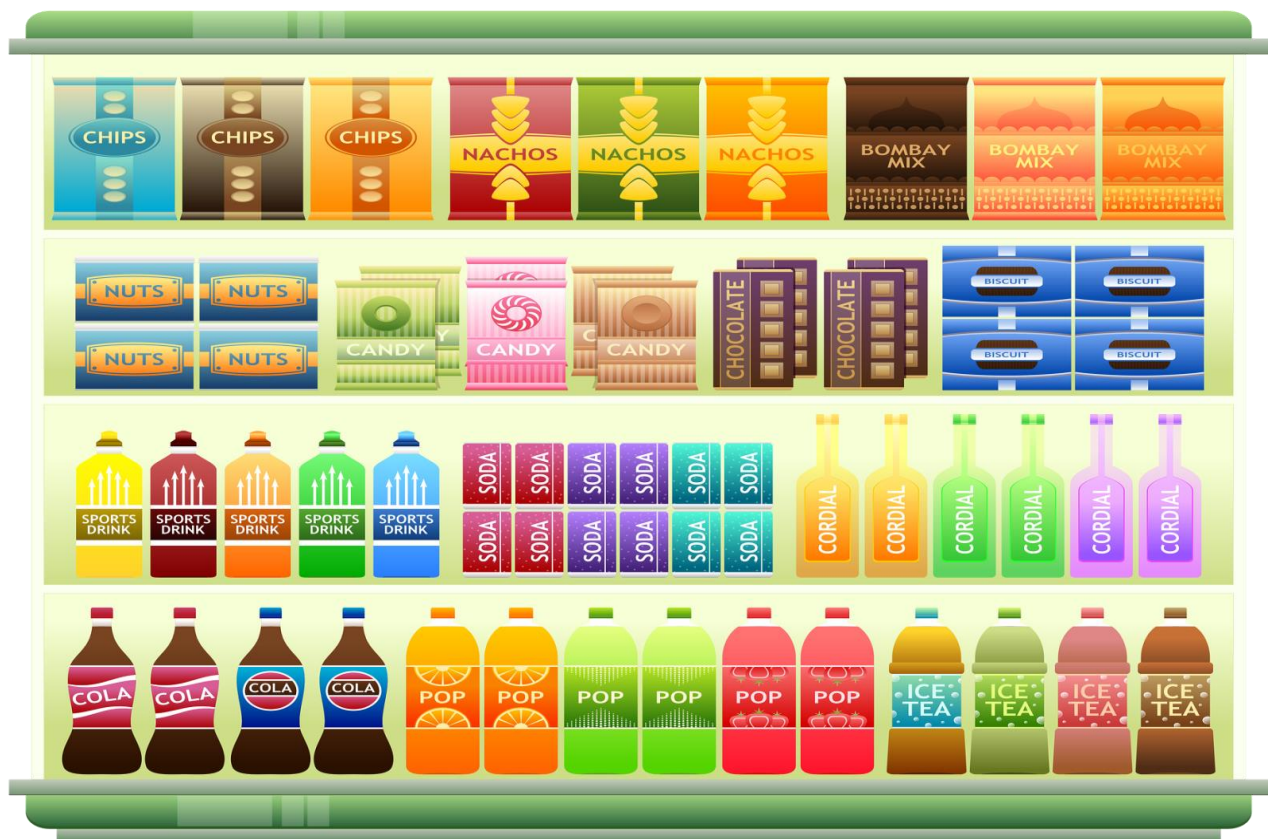 CHIPS
CHIPS
CHIPS
NACHOS
NACHOS
NACHOS
BOMBAY
MIX
BOMBAY
MIX
BOMBAY
MIX
NUTS
NUTS
NUTS
NUTS
CANDY
CANDY
CANDY
CHOCOLATE
CHOCOLATE
BISCUIT
BISCUIT
BISCUIT
BISCUIT
SPORTS
DRINK
SPORTS
DRINK
SPORTS
DRINK
SPORTS
DRINK
SPORTS
DRINK
SODA
SODA
SODA
SODA
SODA
SODA
SODA
SODA
SODA
SODA
SODA
SODA
CORDIAL
CORDIAL
CORDIAL
CORDIAL
CORDIAL
CORDIAL
COLA
COLA
COLA
COLA
POP
POP
POP
POP
POP
POP
ICE
TEA
ICE
TEA
ICE
TEA
ICE
TEA